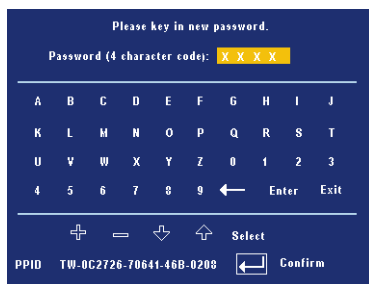 Please key in new password.
Password (4 character code): X X X X
A B C D E F G H I J
K L M N O P Q R S T
U V W X Y Z 0 1 2 3
4 5 6 7 8 9 ← Enter Exit
Select
PPID TW-0C2726-70641-46B-0208 Confirm